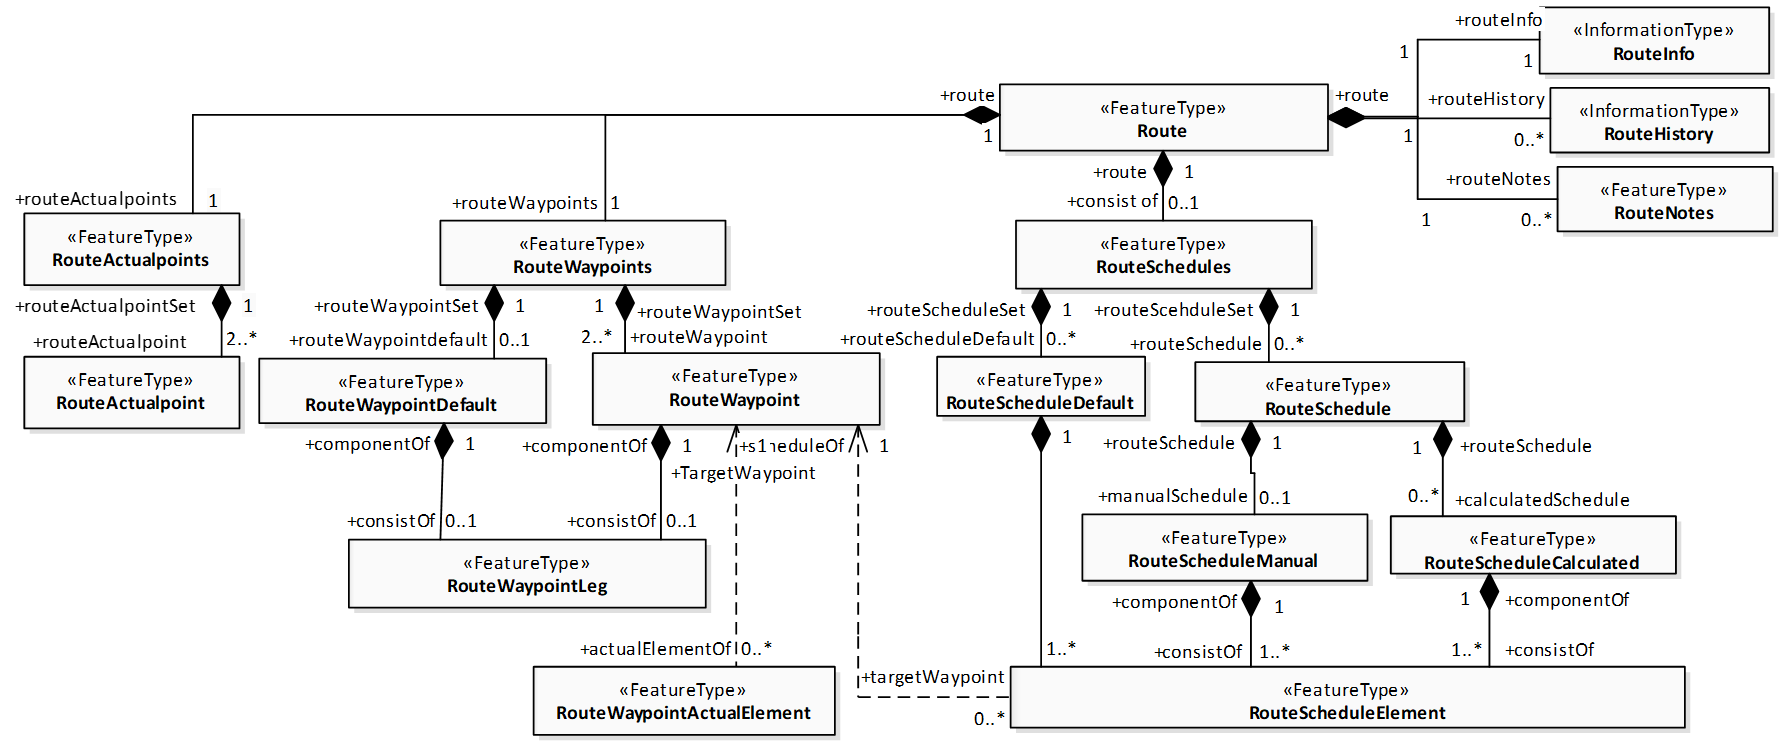 +routeInfo
«InformationType»
RouteInfo
1
1
+route
«FeatureType»
Route
1
+route
1
+routeHistory
0..*
«InformationType»
RouteHistory
+routeNotes
1
0..*
«FeatureType»
RouteNotes
+route
1
+consist of
0..1
+routeActualpoints
1
«FeatureType»
RouteActualpoints
+routeWaypoints
1
«FeatureType»
RouteWaypoints
«FeatureType»
RouteSchedules
+routeActualpointSet
1
+routeActualpoint
2..*
«FeatureType»
RouteActualpoint
+routeWaypointSet
1
+routeWaypointdefault
0..1
«FeatureType»
RouteWaypointDefault
1
+routeWaypointSet
2..*
+routeWaypoint
«FeatureType»
RouteWaypoint
+routeScheduleSet
1
+routeScheduleDefault
0..*
«FeatureType»
RouteScheduleDefault
+routeScehduleSet
1
+routeSchedule
0..*
«FeatureType»
RouteSchedule
+componentOf
1
+consistOf
0..1
+componentOf
1
+consistOf
0..1
«FeatureType»
RouteWaypointLeg
+s1heduleOf
1
+TargetWaypoint
1
+routeSchedule
1
+manualSchedule
0..1
«FeatureType»
RouteScheduleManual
1
+routeSchedule
0..*
+calculatedSchedule
«FeatureType»
RouteScheduleCalculated
+componentOf
1
+consistOf
1..*
1
+componentOf
1..*
+consistOf
1..*
+actualElementOf
0..*
«FeatureType»
RouteWaypointActualElement
+targetWaypoint
0..*
«FeatureType»
RouteScheduleElement